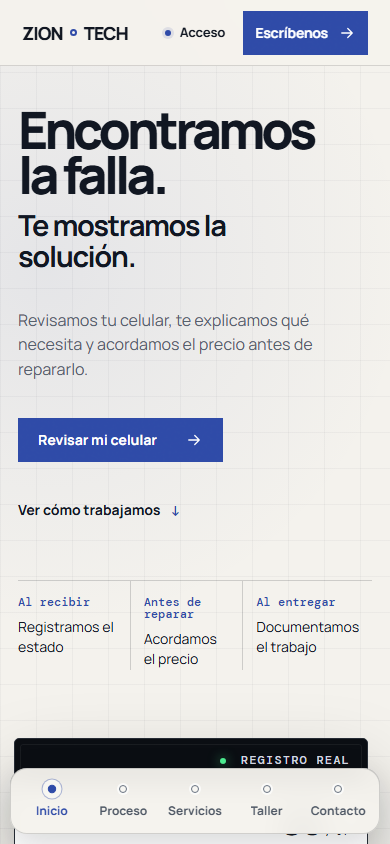 ZION TECH
Acceso
Escríbenos →
Encontramos
la falla.
Te mostramos la
solución.
Revisamos tu celular, te explicamos qué
necesita y acordamos el precio antes de
repararlo.
Revisar mi celular →
Ver cómo trabajamos ↓
Al recibir
Registramos el
estado
Antes de
reparar
Acordamos
el precio
Al entregar
Documentamos
el trabajo
REGISTRO REAL
Inicio
Proceso
Servicios
Taller
Contacto